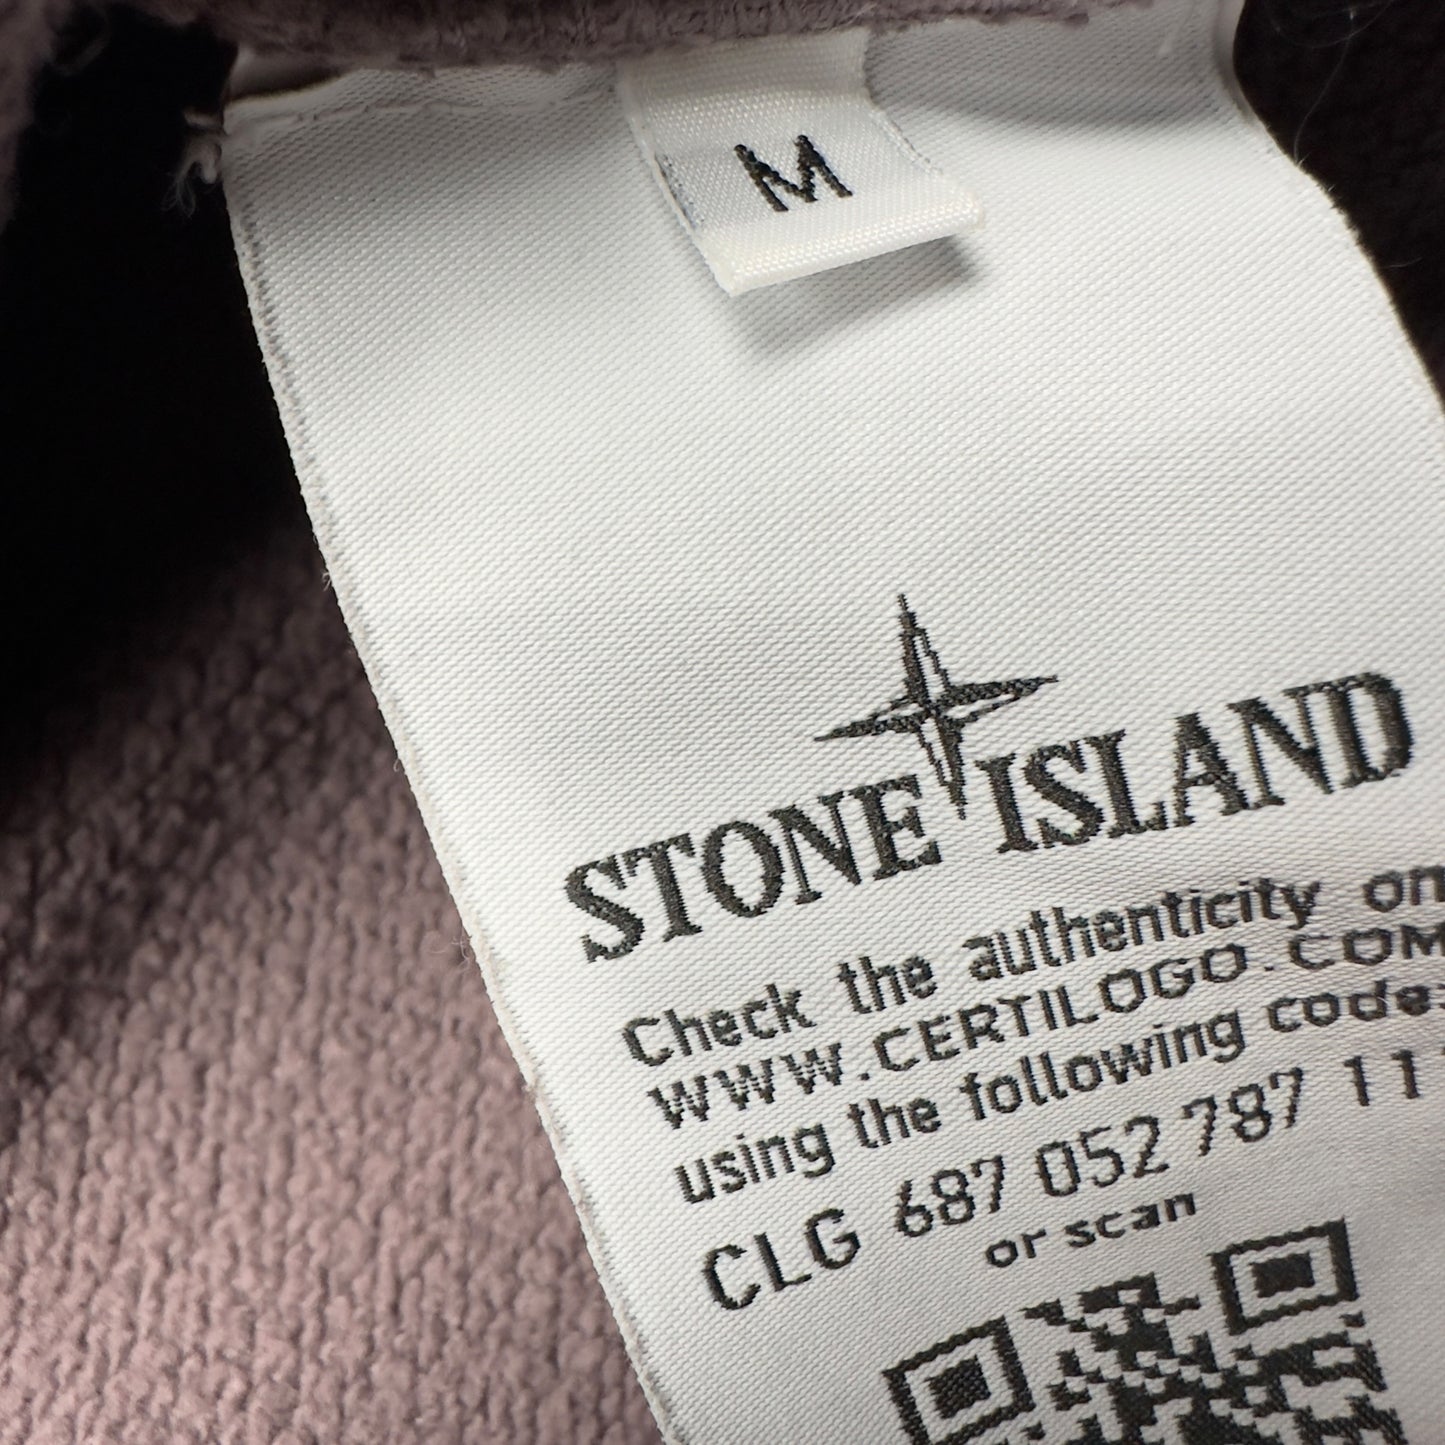 M
STONE ISLAND
Check the authenticity on
WWW.CERTILOGO.COM
using the following code:
CLG 687 052 787 11
or scan